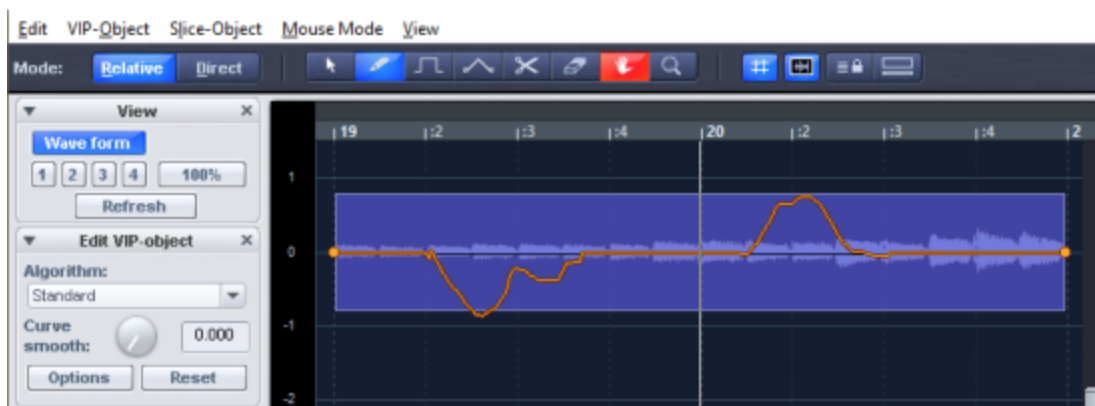 Edit VIP-Object Slice-Object Mouse Mode View
Mode: Relative Direct
View
Wave form
1 2 3 4 100%
Refresh
Edit VIP-object
Algorithm:
Standard
Curve smooth: 0.000
Options Reset
19 :2 :3 :4 20 :2 :3 :4 2
1
0
-1
-2